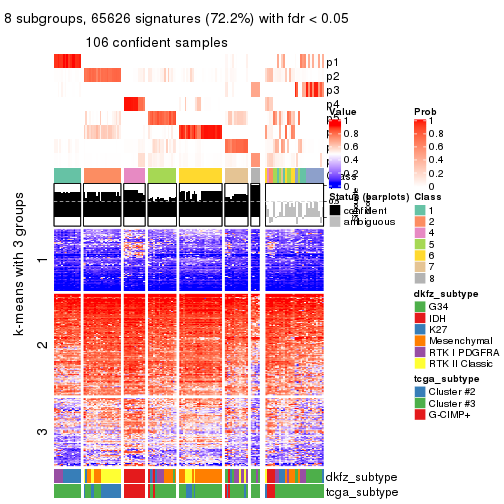 8 subgroups, 65626 signatures (72.2%) with fdr < 0.05
106 confident samples
p1
p2
p3
p4
Value
1
0.8
0.6
0.4
0.2
0
Prob
1
0.8
0.6
0.4
0.2
0
Class
Status (barplots)
confident
ambiguous
Class
1
2
4
5
6
7
8
dkfz_subtype
G34
IDH
K27
Mesenchymal
RTK I PDGFRA
RTK II Classic
tcga_subtype
Cluster #2
Cluster #3
G-CIMP+
k-means with 3 groups
1
2
3
dkfz_subtype
tcga_subtype